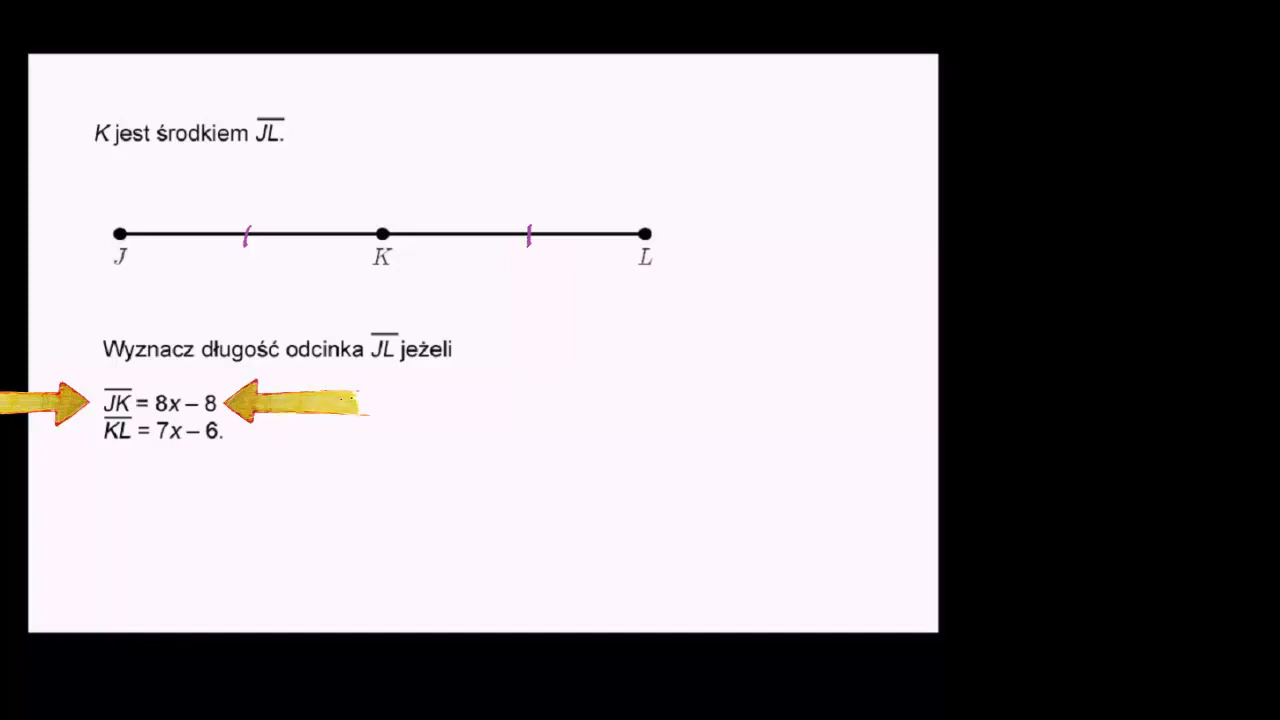 K jest środkiem JL.
J K L
Wyznacz długość odcinka JL jeżeli
JK = 8x – 8
KL = 7x – 6.